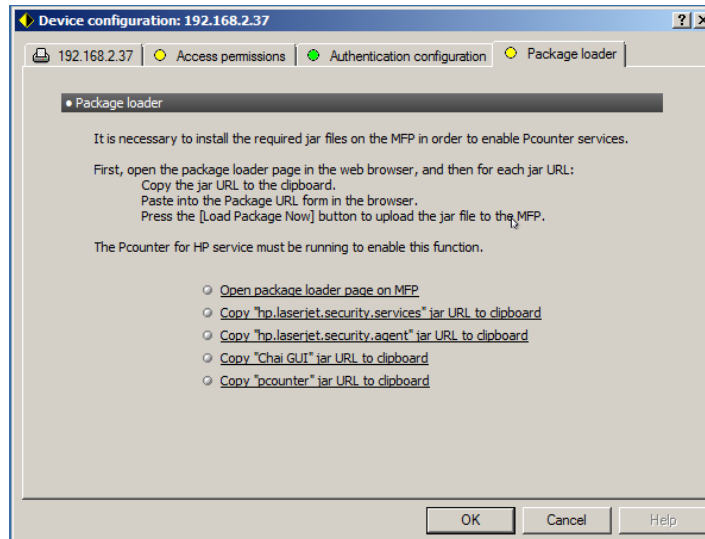 Device configuration: 192.168.2.37
192.168.2.37 Access permissions Authentication configuration Package loader
Package loader
It is necessary to install the required jar files on the MFP in order to enable Pcounter services.
First, open the package loader page in the web browser, and then for each jar URL:
Copy the jar URL to the clipboard.
Paste into the Package URL form in the browser.
Press the [Load Package Now] button to upload the jar file to the MFP.
The Pcounter for HP service must be running to enable this function.
Open package loader page on MFP
Copy "hp.laserjet.security.services" jar URL to clipboard
Copy "hp.laserjet.security.agent" jar URL to clipboard
Copy "Chai GUI" jar URL to clipboard
Copy "pcounter" jar URL to clipboard
OK Cancel Help